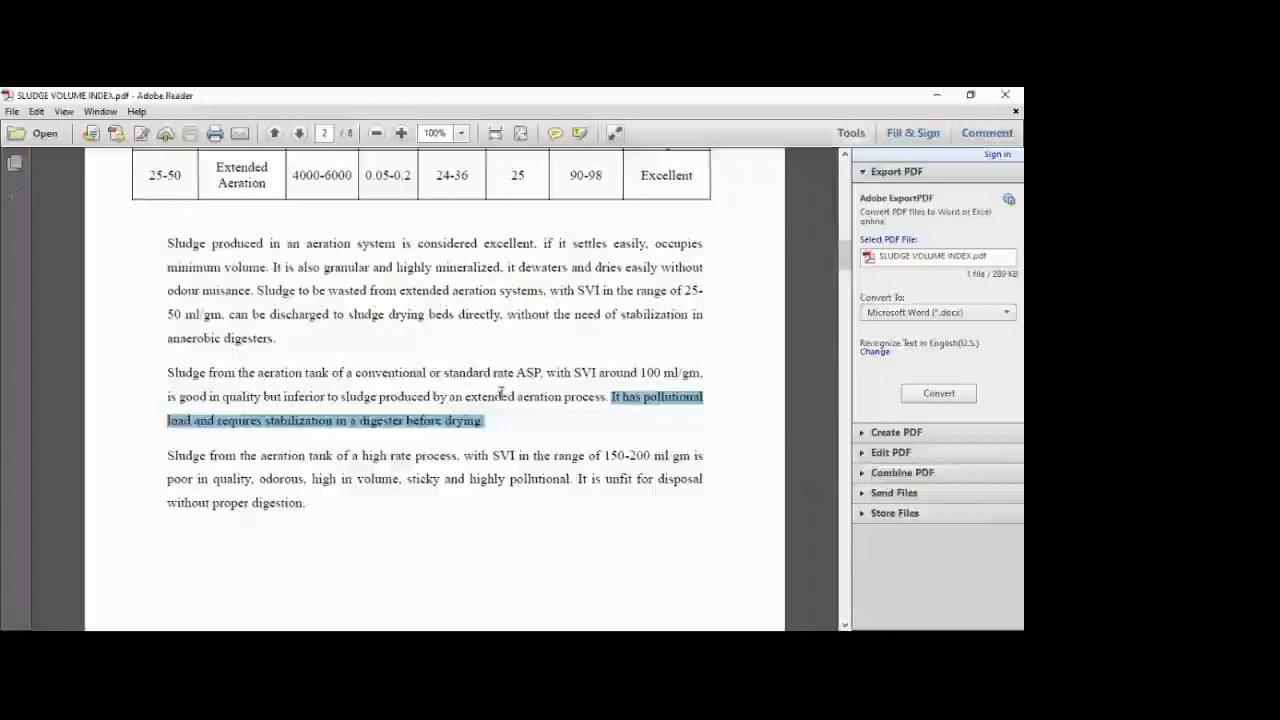 SLUDGE VOLUME INDEX.pdf - Adobe Reader
File Edit View Window Help
Open 2 / 8 100% Tools Fill & Sign Comment
Sign in
25-50 Extended Aeration 4000-6000 0.05-0.2 24-36 25 90-98 Excellent
Sludge produced in an aeration system is considered excellent, if it settles easily, occupies
minimum volume. It is also granular and highly mineralized, it dewaters and dries easily without
odour nuisance. Sludge to be wasted from extended aeration systems, with SVI in the range of 25-
50 ml/gm, can be discharged to sludge drying beds directly, without the need of stabilization in
anaerobic digesters.
Sludge from the aeration tank of a conventional or standard rate ASP, with SVI around 100 ml/gm,
is good in quality but inferior to sludge produced by an extended aeration process. It has pollutional
load and requires stabilization in a digester before drying.
Sludge from the aeration tank of a high rate process, with SVI in the range of 150-200 ml/gm is
poor in quality, odorous, high in volume, sticky and highly pollutional. It is unfit for disposal
without proper digestion.
Export PDF
Adobe ExportPDF
Convert PDF files to Word or Excel
online.
Select PDF File:
SLUDGE VOLUME INDEX.pdf
1 file / 289 KB
Convert To:
Microsoft Word (*.docx)
Recognize Text in English(U.S.)
Change
Convert
Create PDF
Edit PDF
Combine PDF
Send Files
Store Files